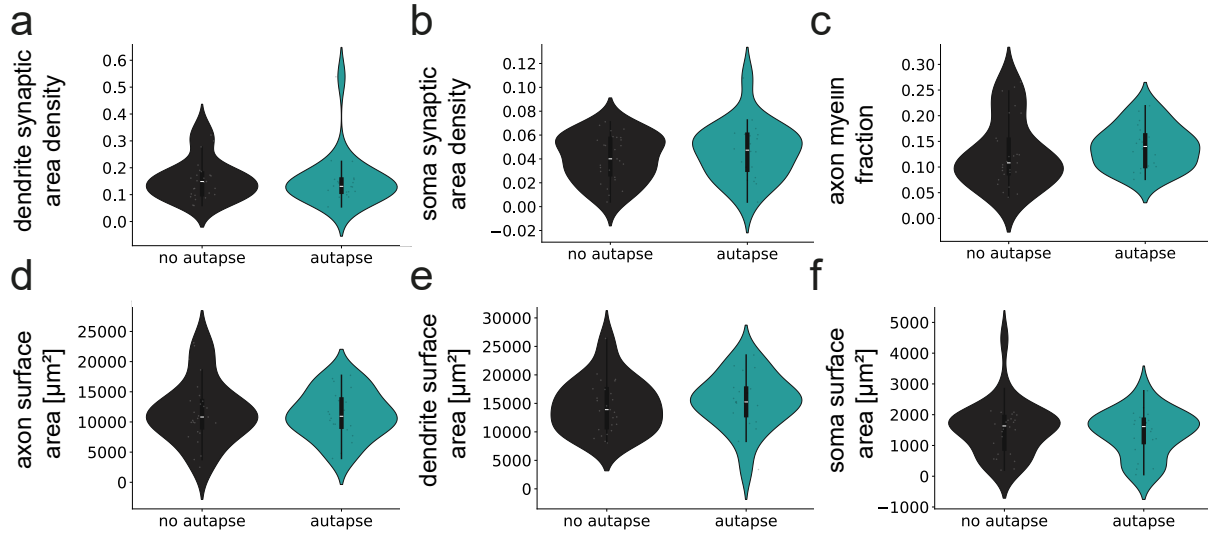 a
dendrite synaptic
area density
0.6
0.5
0.4
0.3
0.2
0.1
0.0
no autapse
autapse
b
soma synaptic
area density
0.12
0.10
0.08
0.06
0.04
0.02
0.00
−0.02
no autapse
autapse
c
axon myelin
fraction
0.30
0.25
0.20
0.15
0.10
0.05
0.00
no autapse
autapse
d
axon surface
area [µm²]
25000
20000
15000
10000
5000
0
no autapse
autapse
e
dendrite surface
area [µm²]
30000
25000
20000
15000
10000
5000
0
no autapse
autapse
f
soma surface
area [µm²]
5000
4000
3000
2000
1000
0
−1000
no autapse
autapse